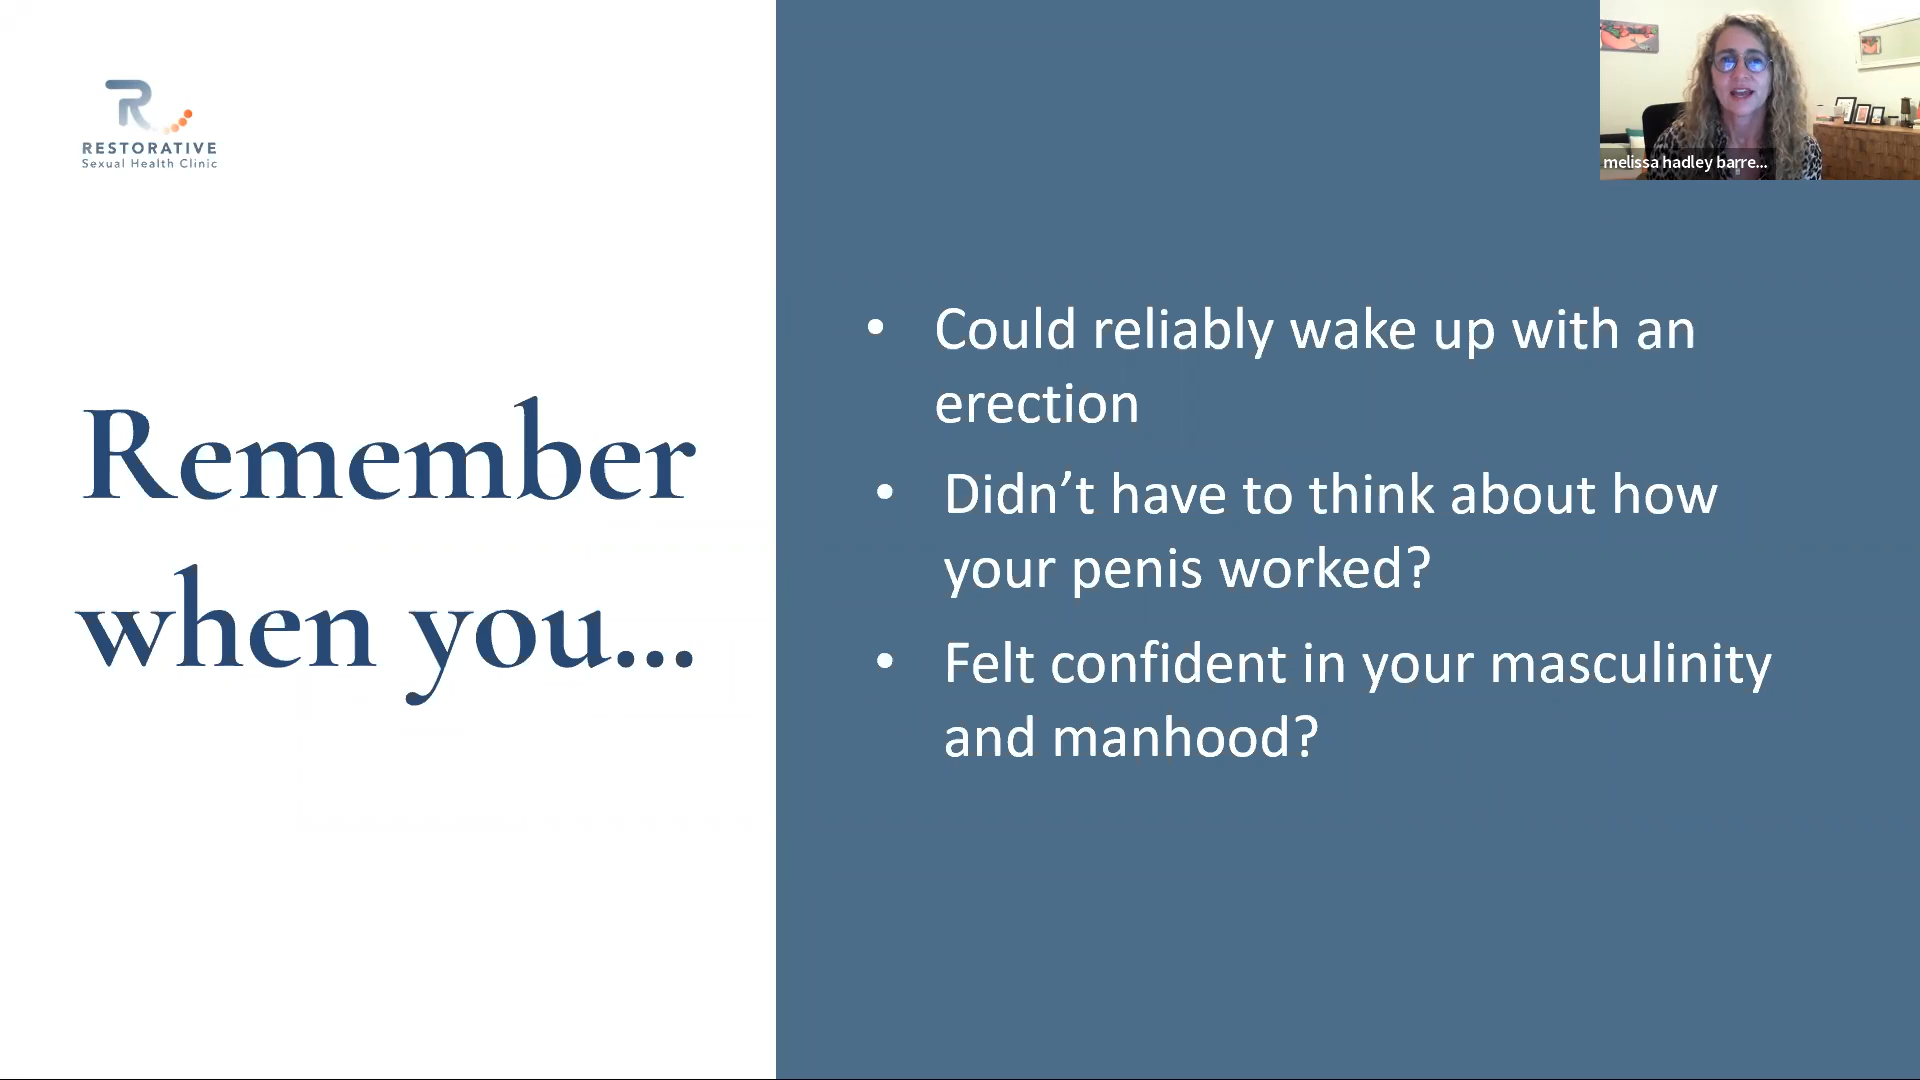 RESTORATIVE
Sexual Health Clinic
Remember
when you...
• Could reliably wake up with an
erection
• Didn’t have to think about how
your penis worked?
• Felt confident in your masculinity
and manhood?
melissa hadley barre...